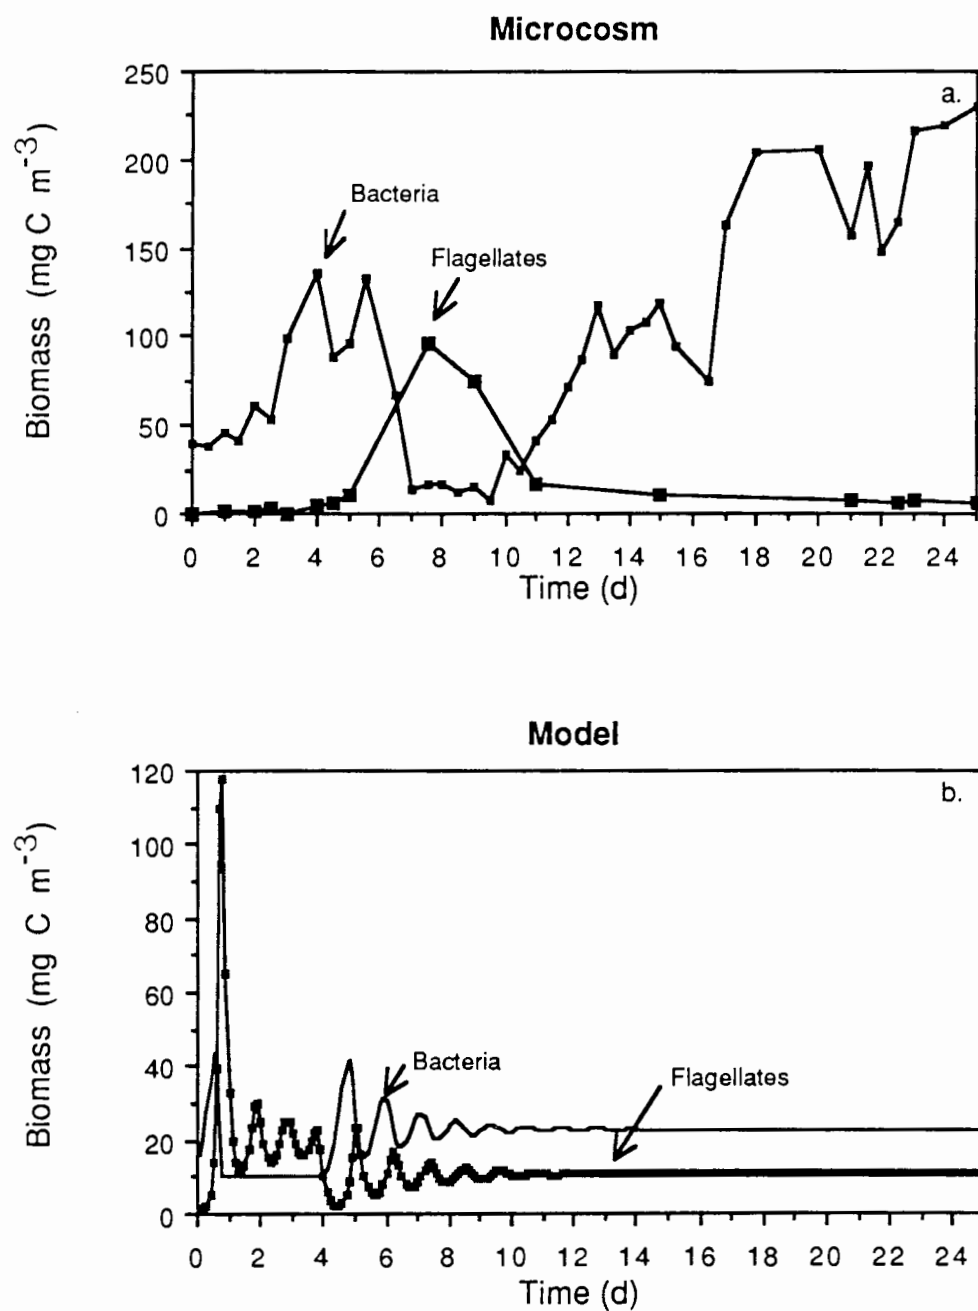 Microcosm
a.
250
200
150
100
50
0
Biomass (mg C m-3)
Bacteria
Flagellates
0 2 4 6 8 10 12 14 16 18 20 22 24
Time (d)
Model
b.
120
100
80
60
40
20
0
Biomass (mg C m-3)
Bacteria
Flagellates
0 2 4 6 8 10 12 14 16 18 20 22 24
Time (d)